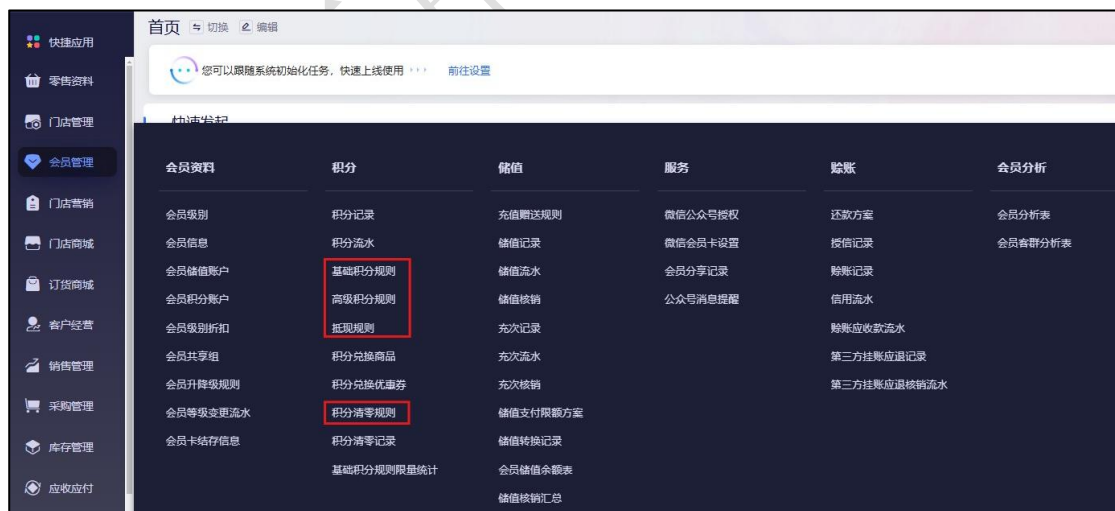 首页 切换 编辑
您可以跟随系统初始化任务，快速上线使用 ··· 前往设置
快速发起
快捷应用
零售资料
门店管理
会员管理
门店营销
门店商城
订货商城
客户经营
销售管理
采购管理
库存管理
应收应付
会员资料
会员级别
会员信息
会员储值账户
会员积分账户
会员级别折扣
会员共享组
会员升降级规则
会员等级变更流水
会员卡结存信息
积分
积分记录
积分流水
基础积分规则
高级积分规则
抵现规则
积分兑换商品
积分兑换优惠券
积分清零规则
积分清零记录
基础积分规则限量统计
储值
充值赠送规则
储值记录
储值流水
储值核销
充次记录
充次流水
充次核销
储值支付限额方案
储值转换记录
会员储值余额表
储值核销汇总
服务
微信公众号授权
微信会员卡设置
会员分享记录
公众号消息提醒
赊账
还款方案
授信记录
赊账记录
信用流水
赊账应收款流水
第三方挂账应退记录
第三方挂账应退核销流水
会员分析
会员分析表
会员客群分析表